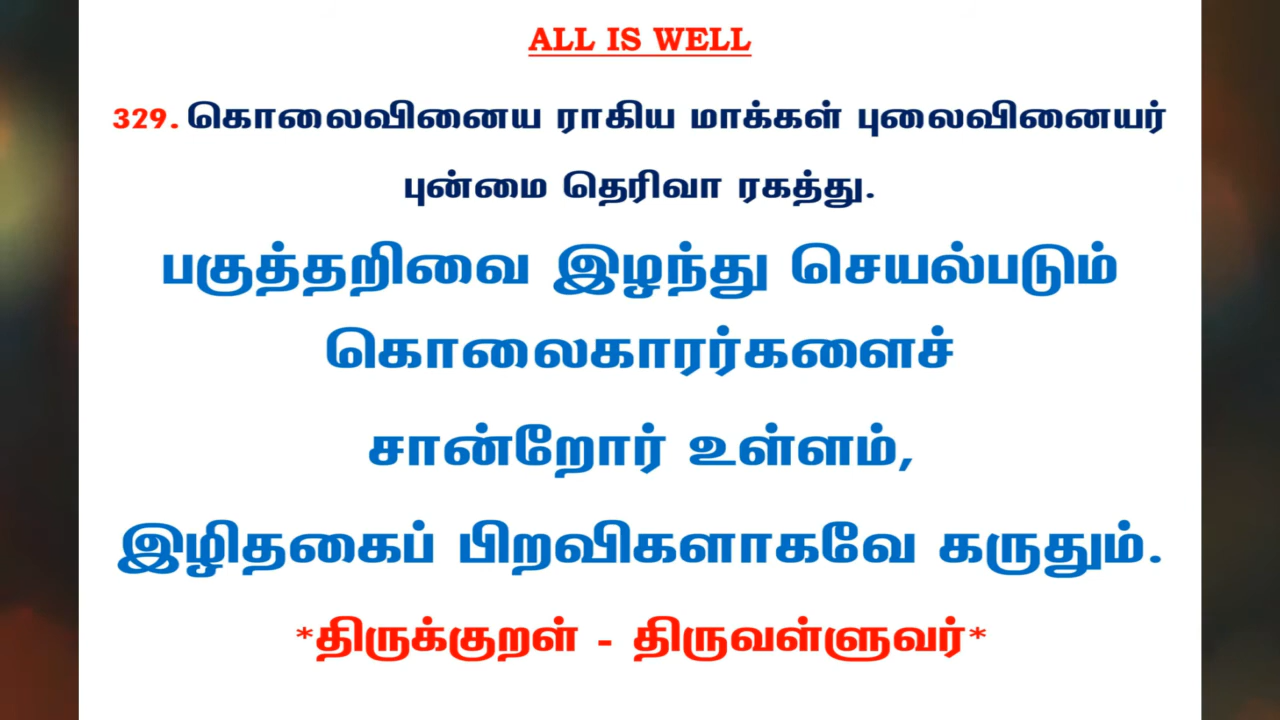 ALL IS WELL
329. கொலைவினைய ராகிய மாக்கள் புலைவினையர்
புன்மை தெரிவா ரகத்து.
பகுத்தறிவை இழந்து செயல்படும்
கொலைகாரர்களைச்
சான்றோர் உள்ளம்,
இழிதகைப் பிறவிகளாகவே கருதும்.
*திருக்குறள் - திருவள்ளுவர்*